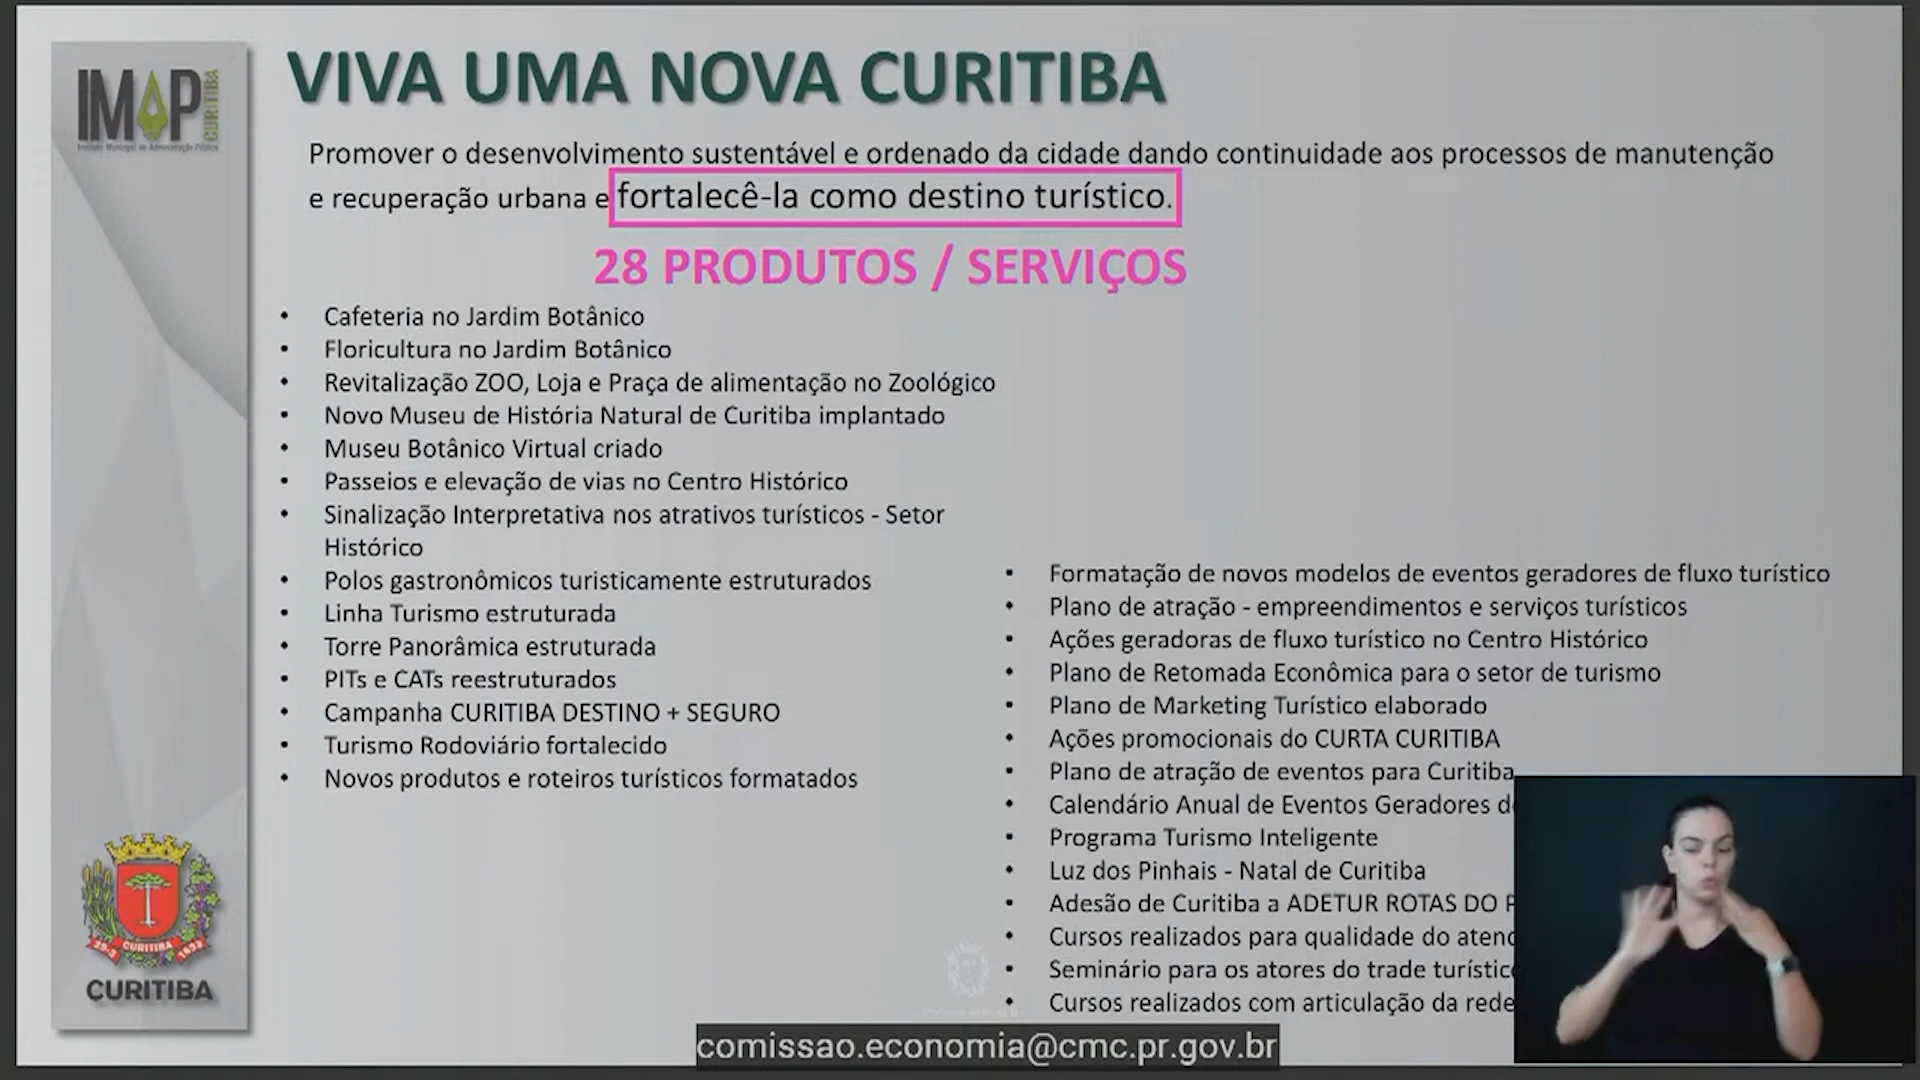 IMAP CURITIBA
Instituto Municipal de Administração Pública
VIVA UMA NOVA CURITIBA
Promover o desenvolvimento sustentável e ordenado da cidade dando continuidade aos processos de manutenção
e recuperação urbana e fortalecê-la como destino turístico.
28 PRODUTOS / SERVIÇOS
• Cafeteria no Jardim Botânico
• Floricultura no Jardim Botânico
• Revitalização ZOO, Loja e Praça de alimentação no Zoológico
• Novo Museu de História Natural de Curitiba implantado
• Museu Botânico Virtual criado
• Passeios e elevação de vias no Centro Histórico
• Sinalização Interpretativa nos atrativos turísticos - Setor
Histórico
• Polos gastronômicos turisticamente estruturados
• Linha Turismo estruturada
• Torre Panorâmica estruturada
• PITs e CATs reestruturados
• Campanha CURITIBA DESTINO + SEGURO
• Turismo Rodoviário fortalecido
• Novos produtos e roteiros turísticos formatados
• Formatação de novos modelos de eventos geradores de fluxo turístico
• Plano de atração - empreendimentos e serviços turísticos
• Ações geradoras de fluxo turístico no Centro Histórico
• Plano de Retomada Econômica para o setor de turismo
• Plano de Marketing Turístico elaborado
• Ações promocionais do CURTA CURITIBA
• Plano de atração de eventos para Curitiba
• Calendário Anual de Eventos Geradores
• Programa Turismo Inteligente
• Luz dos Pinhais - Natal de Curitiba
• Adesão de Curitiba a ADETUR ROTAS DO
• Cursos realizados para qualidade do
• Seminário para os atores do trade
• Cursos realizados com articulação da rede
29-3 CURITIBA 1693
CURITIBA
comissao.economia@cmc.pr.gov.br